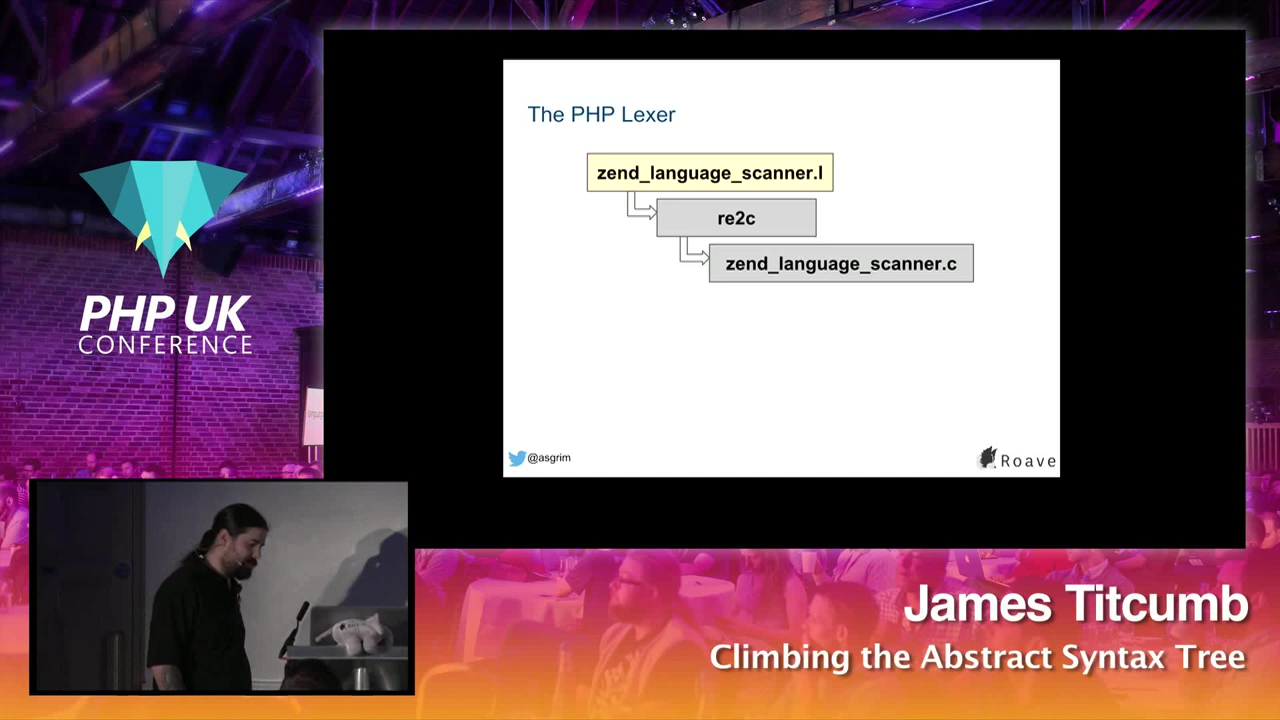 PHP UK
CONFERENCE
The PHP Lexer
zend_language_scanner.l
re2c
zend_language_scanner.c
@asgrim
Roave
James Titcumb
Climbing the Abstract Syntax Tree